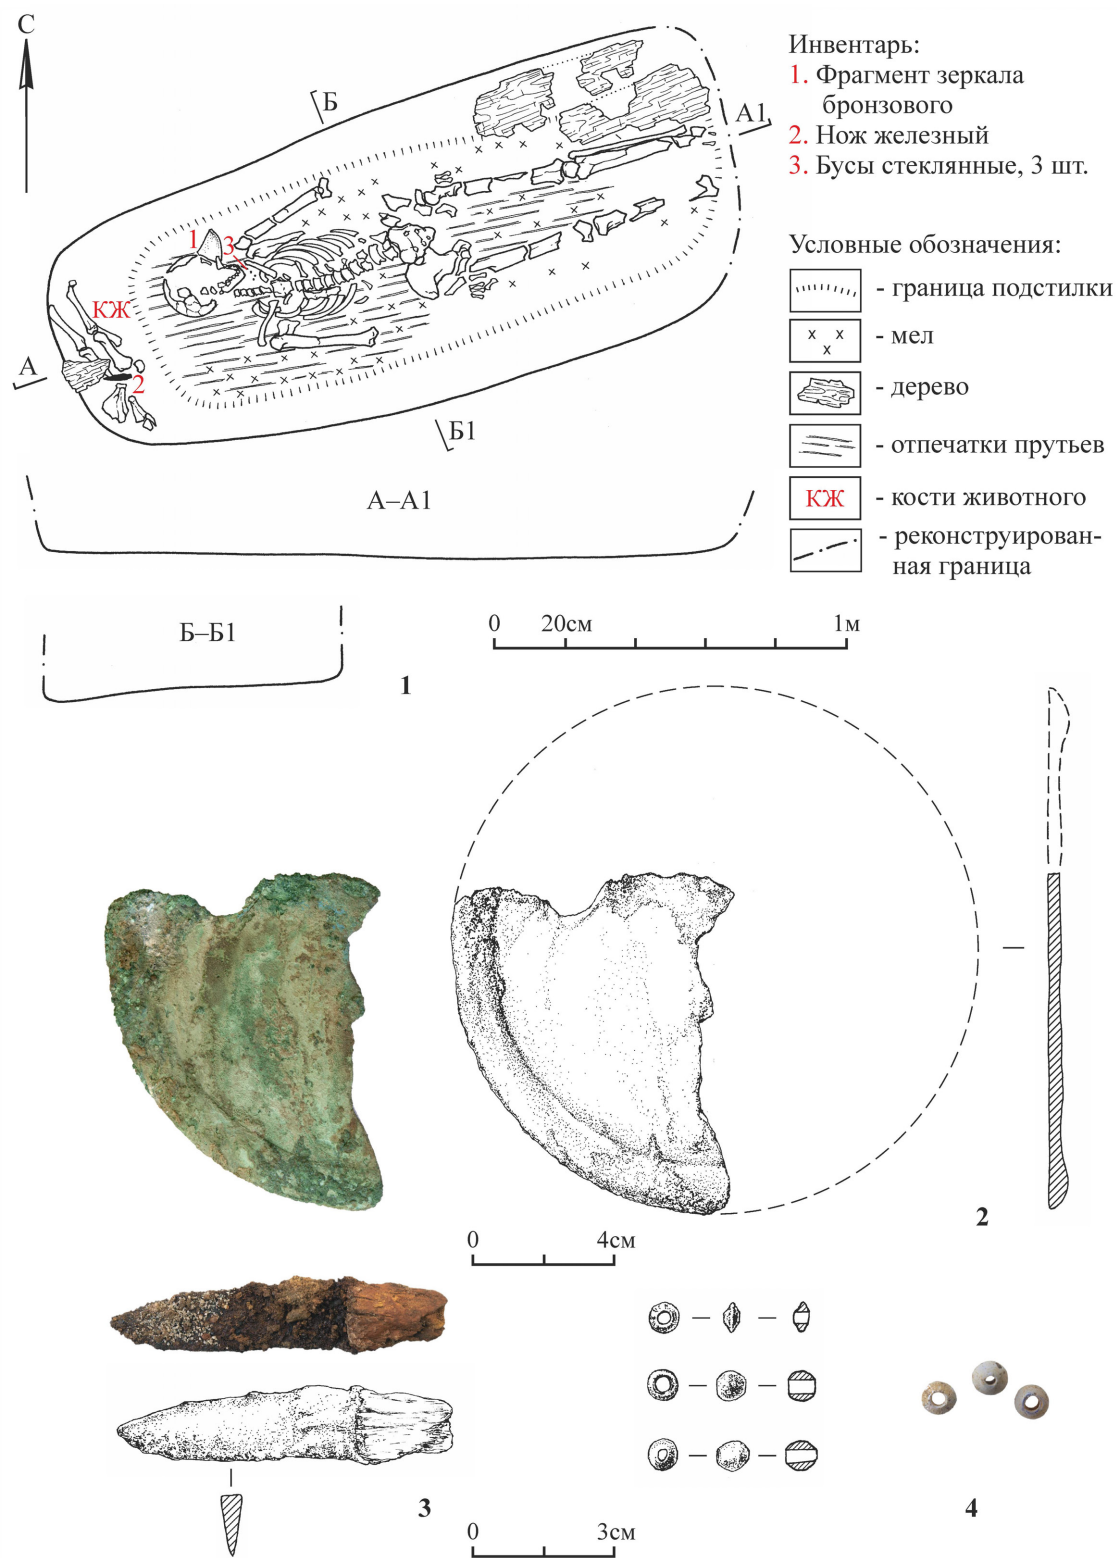 С
Б
А1
1
3
КЖ
А
2
Б1
Инвентарь:
1. Фрагмент зеркала
бронзового
2. Нож железный
3. Бусы стеклянные, 3 шт.
Условные обозначения:
- граница подстилки
х х
х
- мел
- дерево
- отпечатки прутьев
КЖ - кости животного
- реконструирован-
ная граница
А–А1
Б–Б1
0 20см 1м
1
2
0 4см
3
4
0 3см